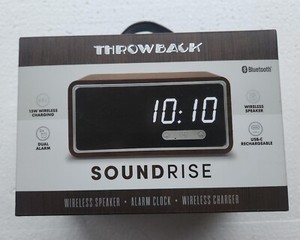 THROWBACK
Bluetooth®
15W WIRELESS
CHARGING
WIRELESS
SPEAKER
10:10
DUAL
ALARM
USB-C
RECHARGEABLE
SOUNDRISE
WIRELESS SPEAKER • ALARM CLOCK • WIRELESS CHARGER